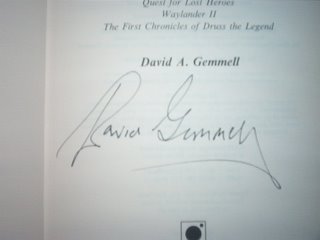 Quest for Lost Heroes
Waylander II
The First Chronicles of Druss the Legend
David A. Gemmell
David Gemmell